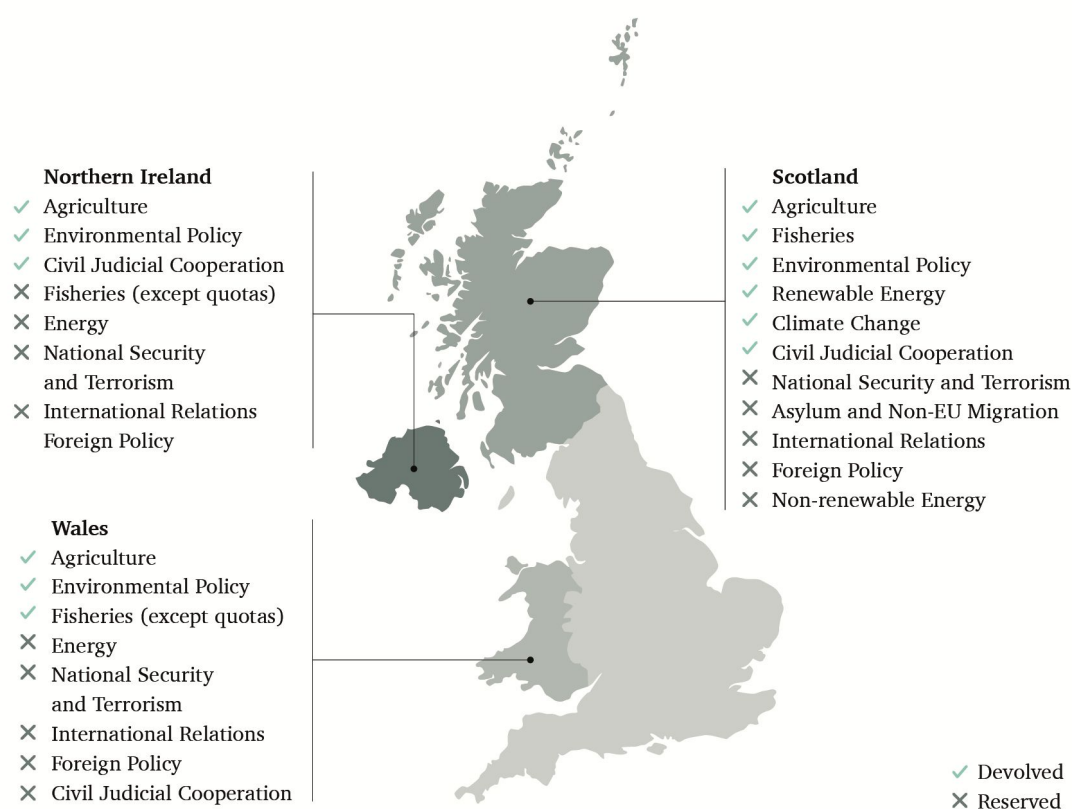 Northern Ireland
Agriculture
Environmental Policy
Civil Judicial Cooperation
Fisheries (except quotas)
Energy
National Security
and Terrorism
International Relations
Foreign Policy
Scotland
Agriculture
Fisheries
Environmental Policy
Renewable Energy
Climate Change
Civil Judicial Cooperation
National Security and Terrorism
Asylum and Non-EU Migration
International Relations
Foreign Policy
Non-renewable Energy
Wales
Agriculture
Environmental Policy
Fisheries (except quotas)
Energy
National Security
and Terrorism
International Relations
Foreign Policy
Civil Judicial Cooperation
Devolved
Reserved